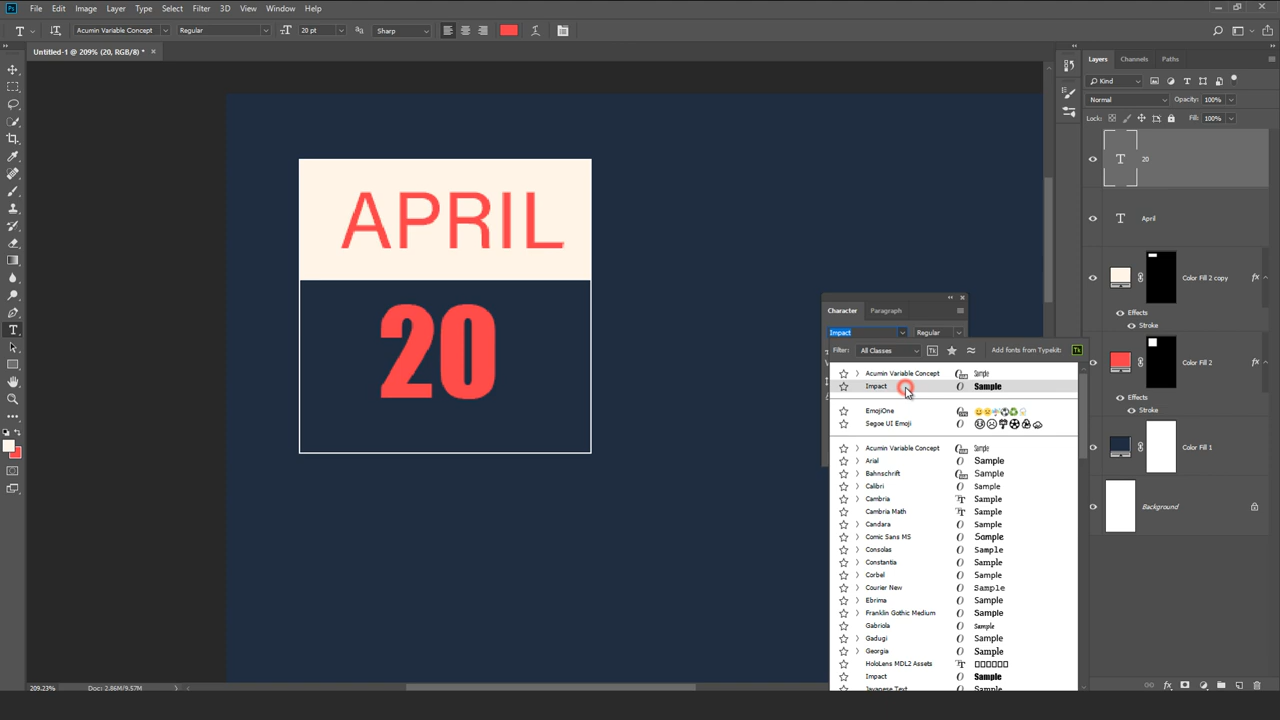 Ps File Edit Image Layer Type Select Filter 3D View Window Help
T Acumin Variable Concept Regular 20 pt Sharp
Untitled-1 @ 209% (20, RGB/8) *
Layers Channels Paths
Kind
Normal Opacity: 100%
Lock: Fill: 100%
T 20
T April
Color Fill 2 copy fx
Effects
Stroke
Color Fill 2 fx
Effects
Stroke
Color Fill 1
Background
APRIL
20
Character Paragraph
Impact Regular
Filter: All Classes Add fonts from Typekit:
Acumin Variable Concept Sample
Impact Sample
EmojiOne
Segoe UI Emoji
Acumin Variable Concept Sample
Arial Sample
Bahnschrift Sample
Calibri Sample
Cambria Sample
Cambria Math Sample
Candara Sample
Comic Sans MS Sample
Consolas Sample
Constantia Sample
Corbel Sample
Courier New Sample
Ebrima Sample
Franklin Gothic Medium Sample
Gabriola Sample
Gadugi Sample
Georgia Sample
HoloLens MDL2 Assets
Impact Sample
Javanese Text Sample
209.23% Doc: 2.86M/9.57M